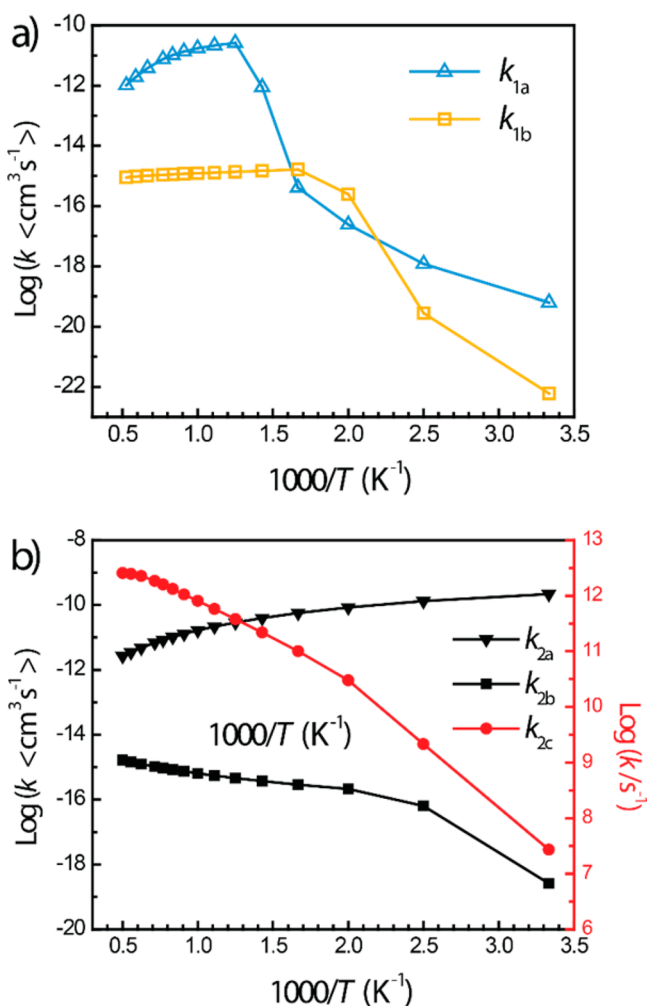 a)
-10
-12
-14
-16
-18
-20
-22
Log (k <cm³s⁻¹>)
k₁ₐ
k₁b
0.5 1.0 1.5 2.0 2.5 3.0 3.5
1000/T (K⁻¹)
b)
-8
-10
-12
-15
-16
-18
-20
Log (k <cm³s⁻¹>)
k₂ₐ
k₂b
k₂c
1000/T (K⁻¹)
13
12
11
10
9
8
7
6
Log (k/s⁻¹)
0.5 1.0 1.5 2.0 2.5 3.0 3.5
1000/T (K⁻¹)